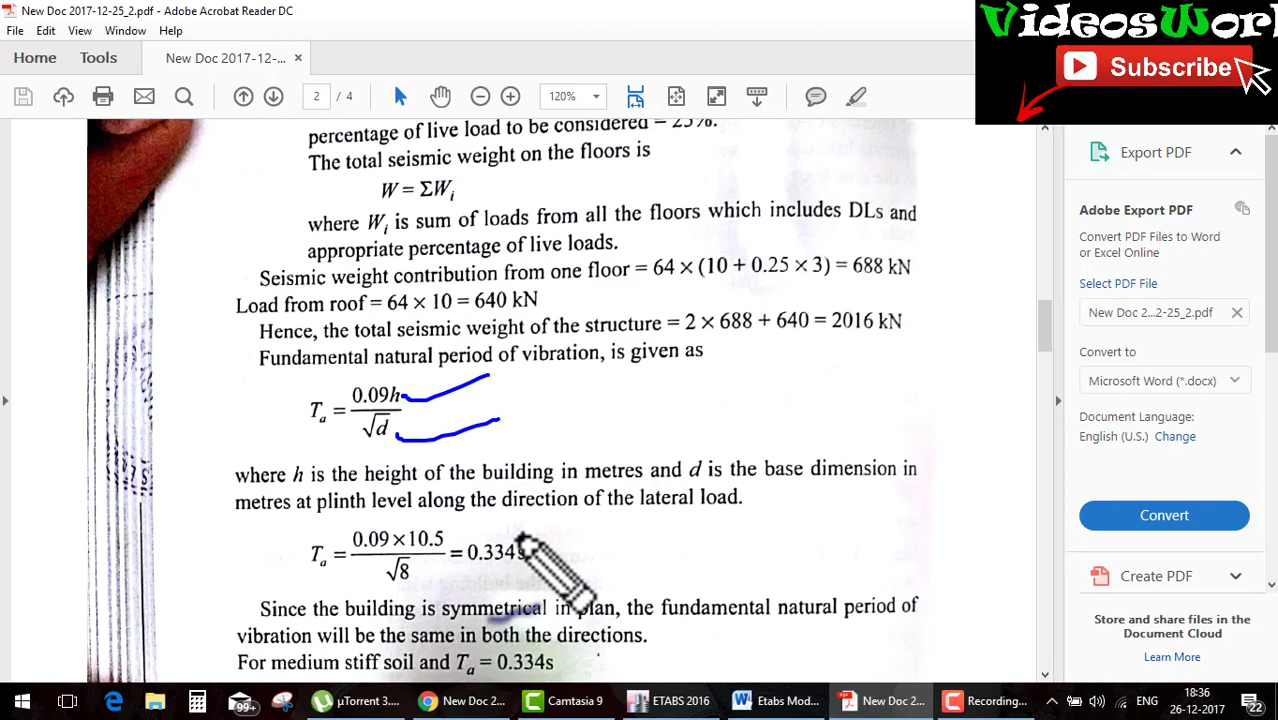 New Doc 2017-12-25_2.pdf - Adobe Acrobat Reader DC
File Edit View Window Help
VideosWorl
Subscribe
Home Tools New Doc 2017-12-... ×
2 / 4 120%
percentage of live load to be considered = 25%.
The total seismic weight on the floors is
W = ΣWi
where Wi is sum of loads from all the floors which includes DLs and
appropriate percentage of live loads.
Seismic weight contribution from one floor = 64 × (10 + 0.25 × 3) = 688 kN
Load from roof = 64 × 10 = 640 kN
Hence, the total seismic weight of the structure = 2 × 688 + 640 = 2016 kN
Fundamental natural period of vibration, is given as
Ta = 0.09h / √d
where h is the height of the building in metres and d is the base dimension in
metres at plinth level along the direction of the lateral load.
Ta = 0.09 × 10.5 / √8 = 0.334s
Since the building is symmetrical in plan, the fundamental natural period of
vibration will be the same in both the directions.
For medium stiff soil and Ta = 0.334s
Export PDF
Adobe Export PDF
Convert PDF Files to Word
or Excel Online
Select PDF File
New Doc 2...2-25_2.pdf ×
Convert to
Microsoft Word (*.docx)
Document Language:
English (U.S.) Change
Convert
Create PDF
Store and share files in the
Document Cloud
Learn More
99+ µTorrent 3.... New Doc 2... Camtasia 9 ETABS 2016 Etabs Mod... New Doc 2... Recording... ENG 18:36
26-12-2017 22